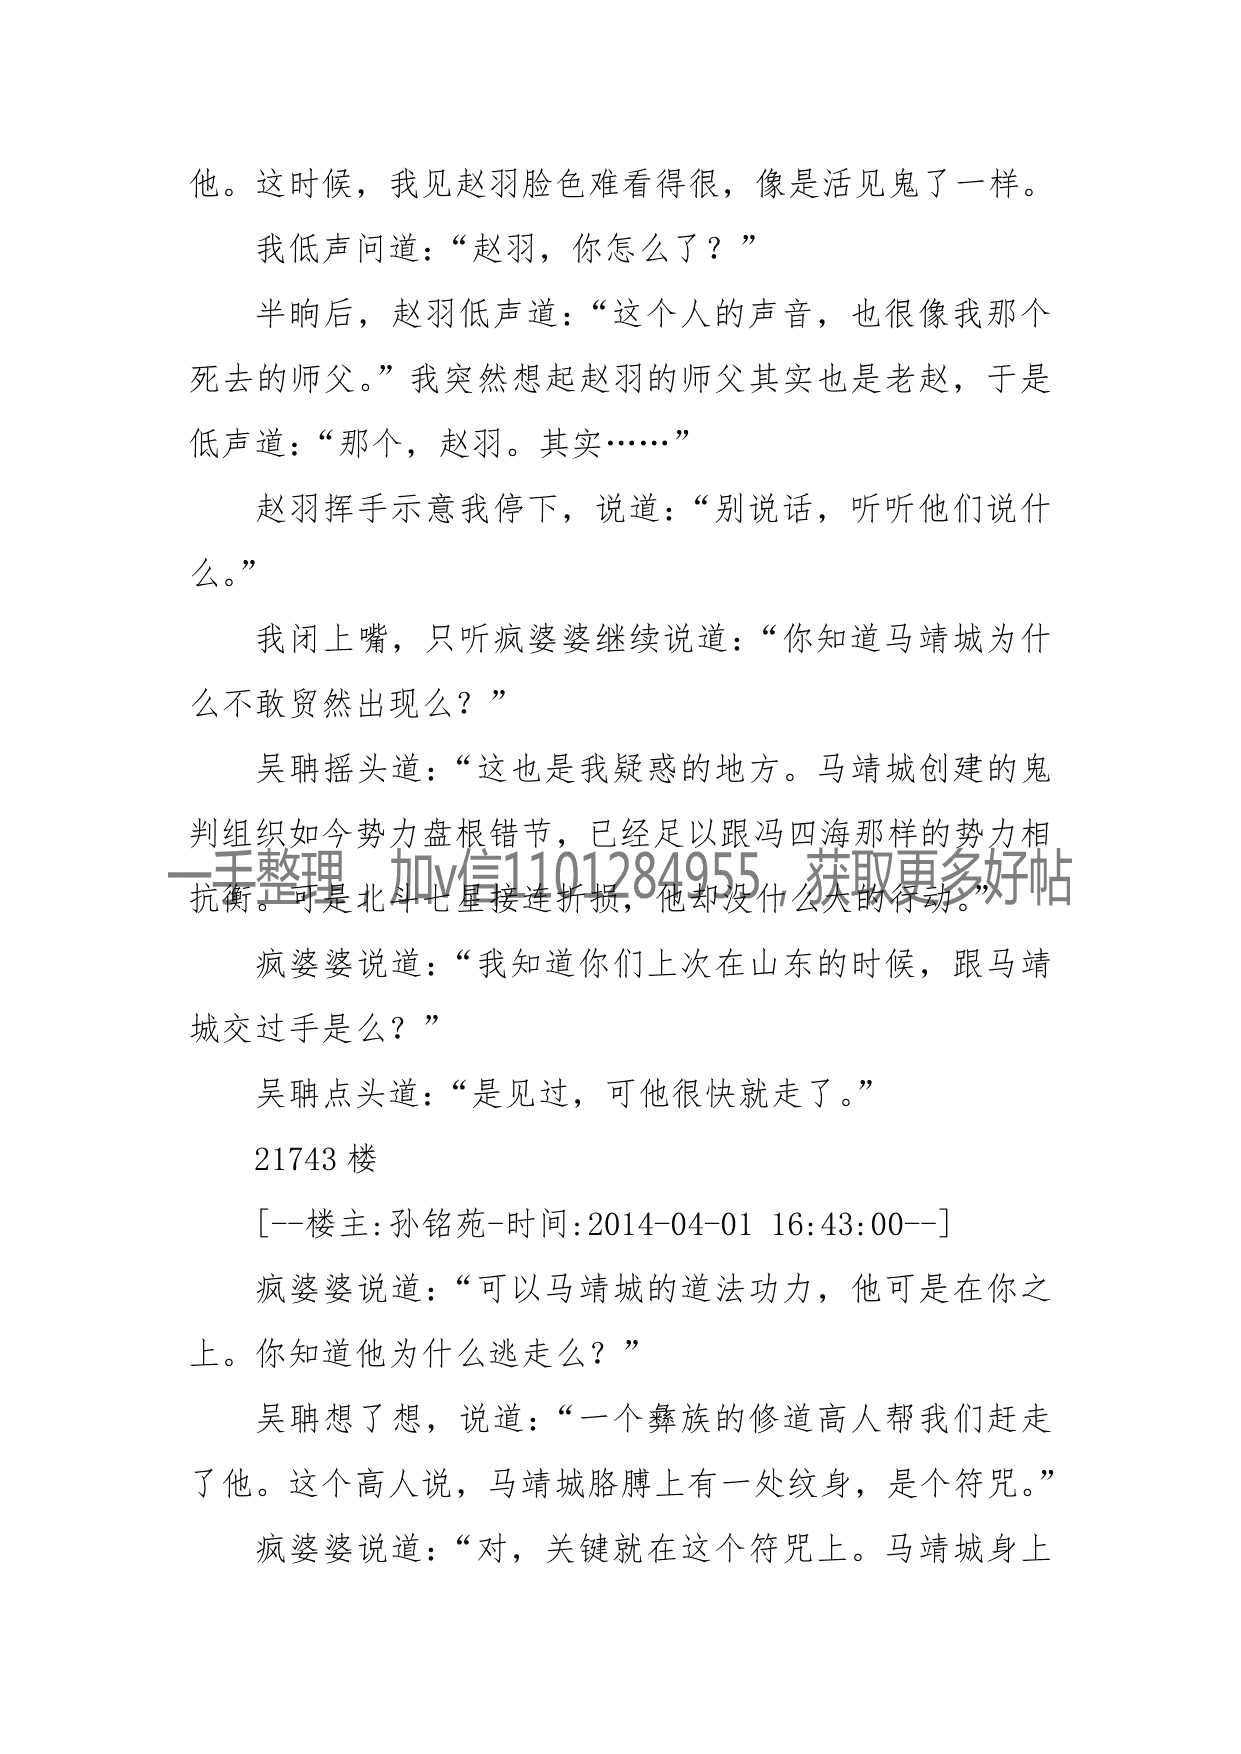 他。这时候，我见赵羽脸色难看得很，像是活见鬼了一样。
我低声问道：“赵羽，你怎么了？”
半晌后，赵羽低声道：“这个人的声音，也很像我那个
死去的师父。”我突然想起赵羽的师父其实也是老赵，于是
低声道：“那个，赵羽。其实……”
赵羽挥手示意我停下，说道：“别说话，听听他们说什
么。”
我闭上嘴，只听疯婆婆继续说道：“你知道马靖城为什
么不敢贸然出现么？”
吴聃摇头道：“这也是我疑惑的地方。马靖城创建的鬼
判组织如今势力盘根错节，已经足以跟冯四海那样的势力相
一手整理，加v信1101284955，获取更多好帖
抗衡。可是北斗七星接连折损，他却没什么大的行动。”
疯婆婆说道：“我知道你们上次在山东的时候，跟马靖
城交过手是么？”
吴聃点头道：“是见过，可他很快就走了。”
21743 楼
[--楼主:孙铭苑-时间:2014-04-01 16:43:00--]
疯婆婆说道：“可以马靖城的道法功力，他可是在你之
上。你知道他为什么逃走么？”
吴聃想了想，说道：“一个彝族的修道高人帮我们赶走
了他。这个高人说，马靖城胳膊上有一处纹身，是个符咒。”
疯婆婆说道：“对，关键就在这个符咒上。马靖城身上